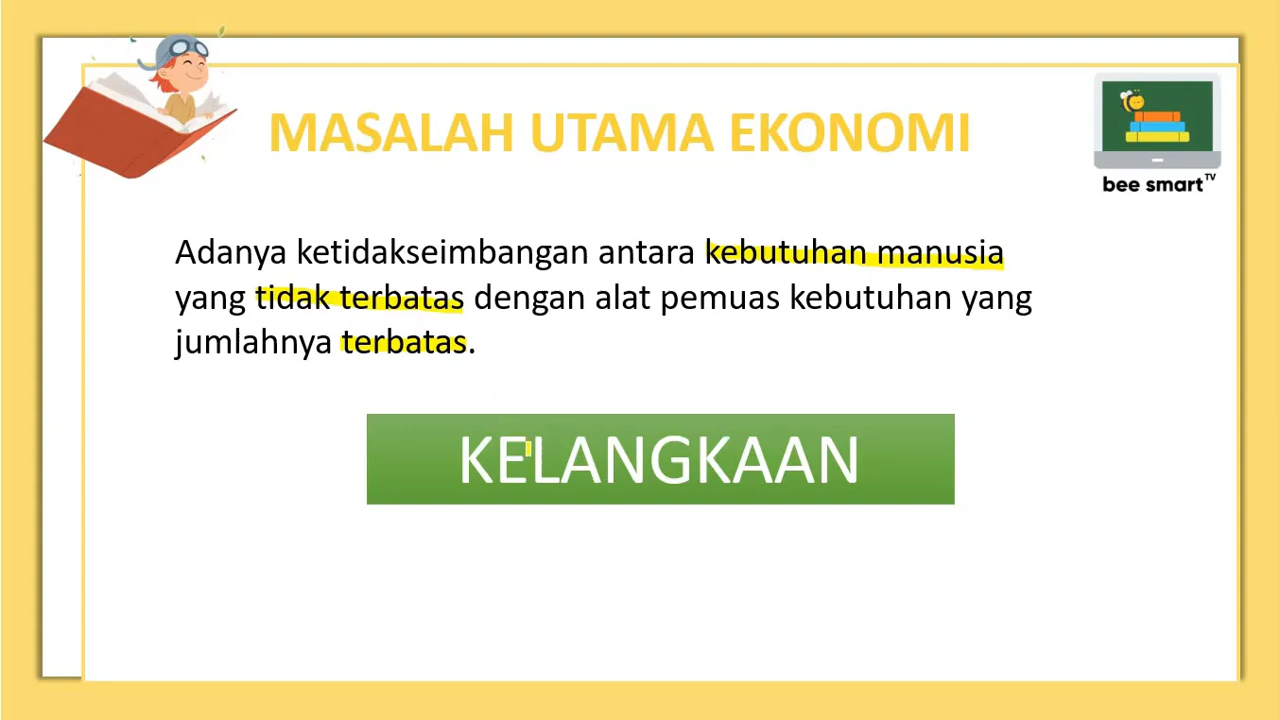 MASALAH UTAMA EKONOMI
bee smart TV
Adanya ketidakseimbangan antara kebutuhan manusia
yang tidak terbatas dengan alat pemuas kebutuhan yang
jumlahnya terbatas.
KELANGKAAN